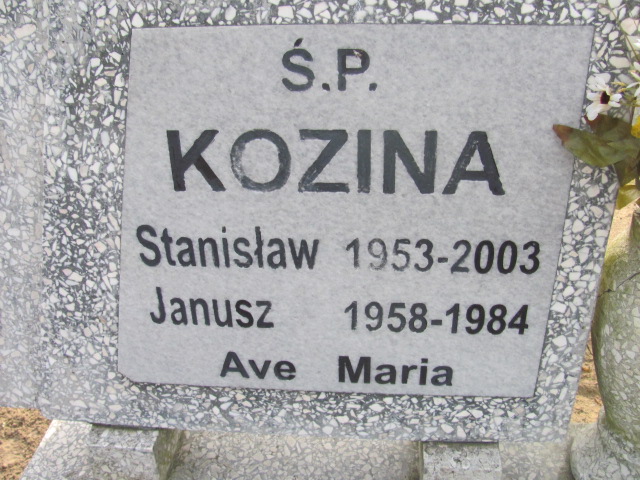 Ś.P.
KOZINA
Stanisław 1953-2003
Janusz 1958-1984
Ave Maria